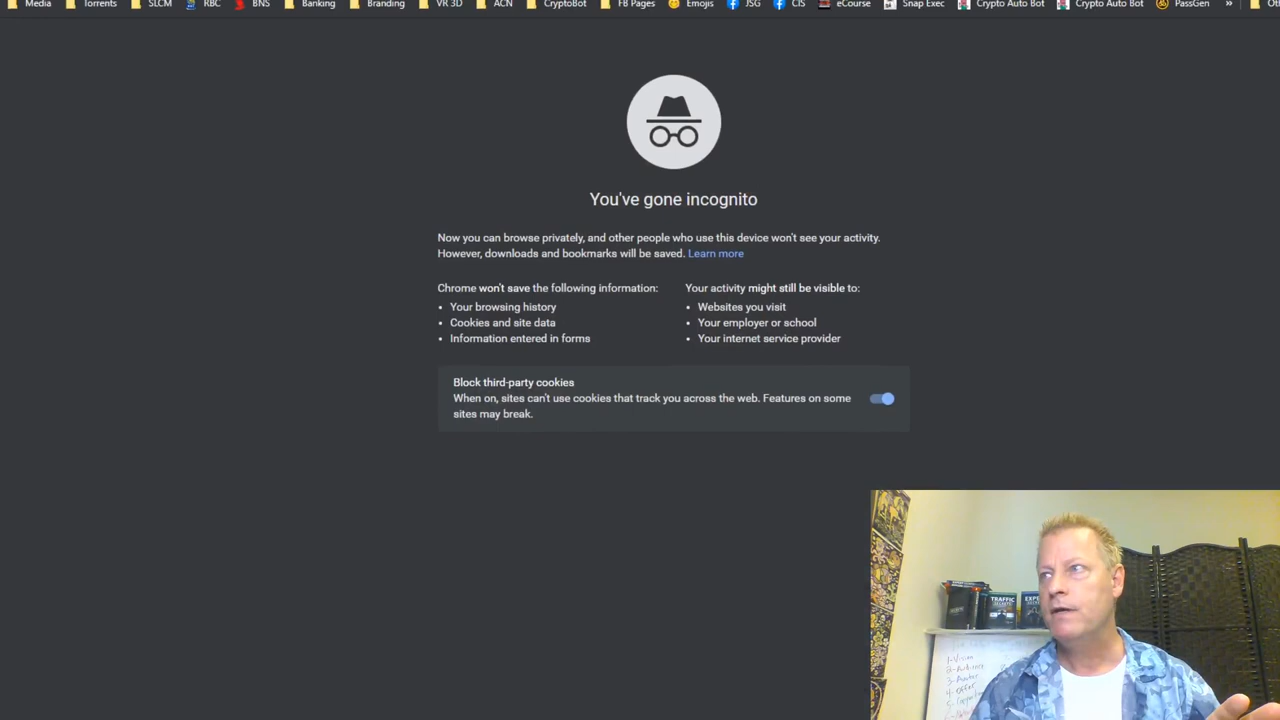 Media Torrents SLCM RBC BNS Banking Branding VR 3D ACN CryptoBot FB Pages Emojis JSG CIS eCourse Snap Exec Crypto Auto Bot Crypto Auto Bot PassGen »
You've gone incognito
Now you can browse privately, and other people who use this device won't see your activity.
However, downloads and bookmarks will be saved. Learn more
Chrome won't save the following information:
• Your browsing history
• Cookies and site data
• Information entered in forms
Your activity might still be visible to:
• Websites you visit
• Your employer or school
• Your internet service provider
Block third-party cookies
When on, sites can't use cookies that track you across the web. Features on some
sites may break.
TRAFFIC
SECRETS
1-Vision
4-Offer